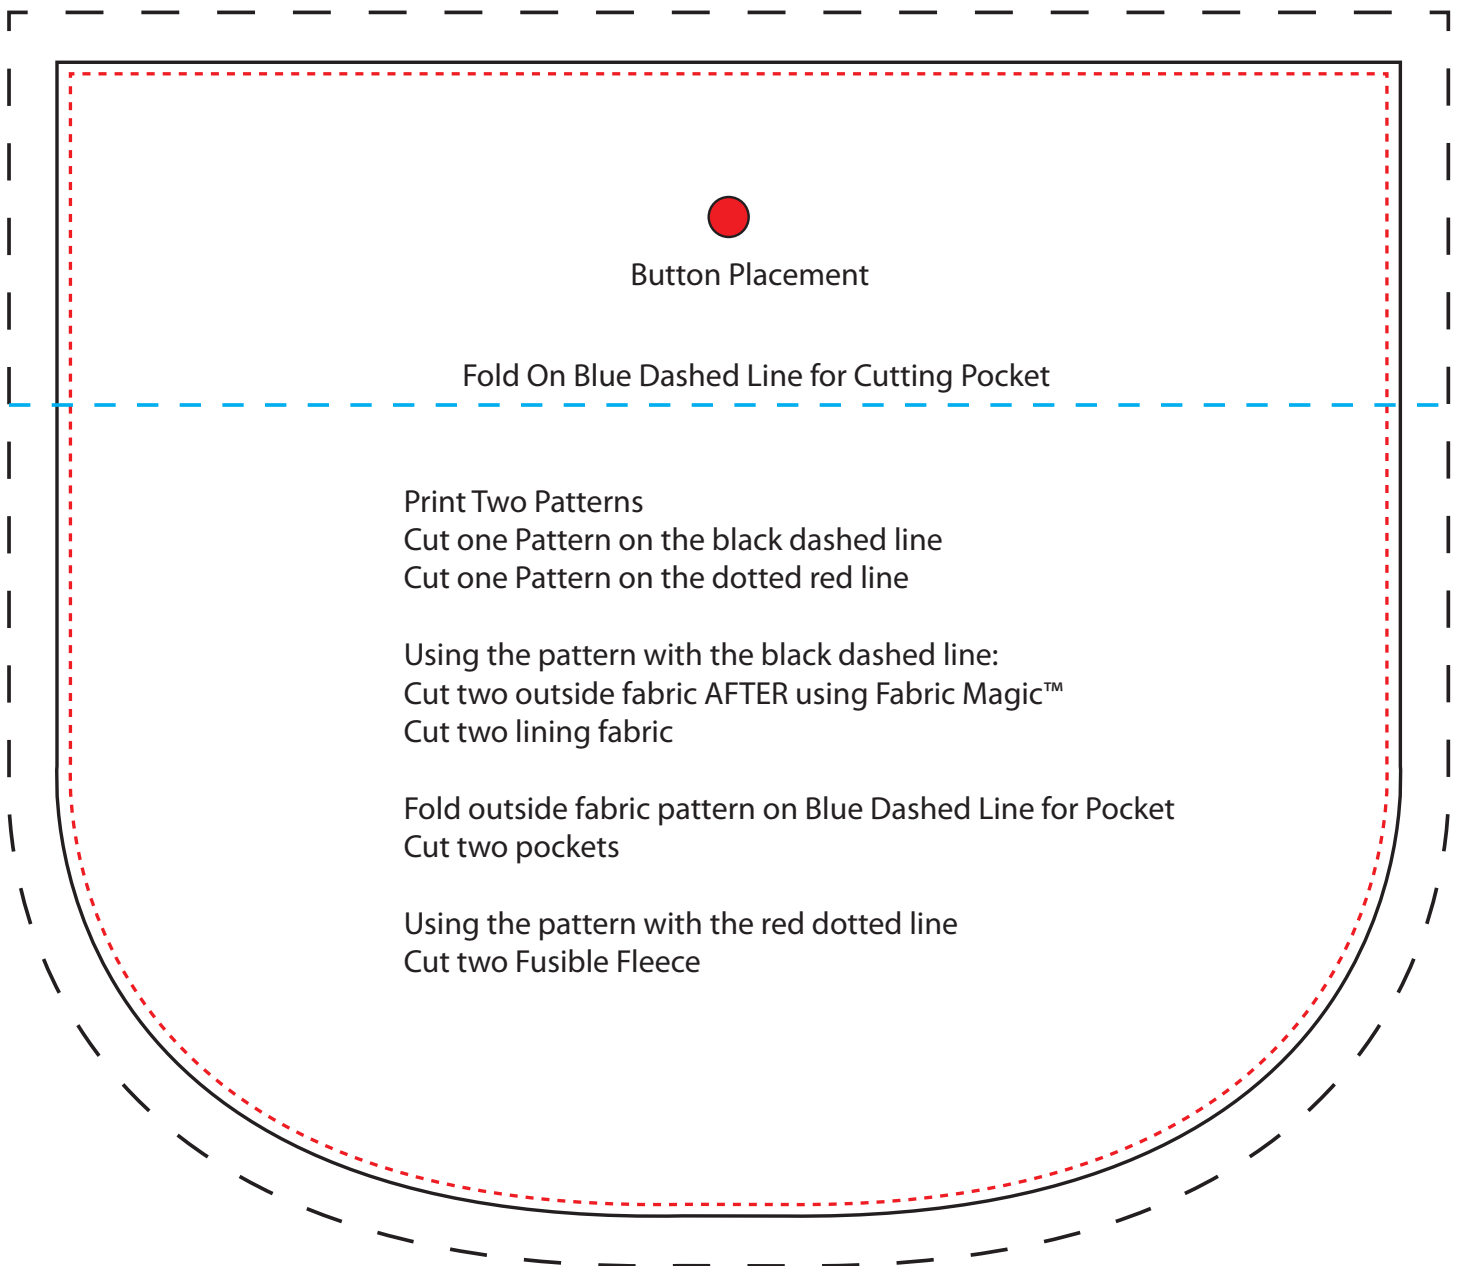 Button Placement
Fold On Blue Dashed Line for Cutting Pocket
Print Two Patterns
Cut one Pattern on the black dashed line
Cut one Pattern on the dotted red line
Using the pattern with the black dashed line:
Cut two outside fabric AFTER using Fabric Magic™
Cut two lining fabric
Fold outside fabric pattern on Blue Dashed Line for Pocket
Cut two pockets
Using the pattern with the red dotted line
Cut two Fusible Fleece